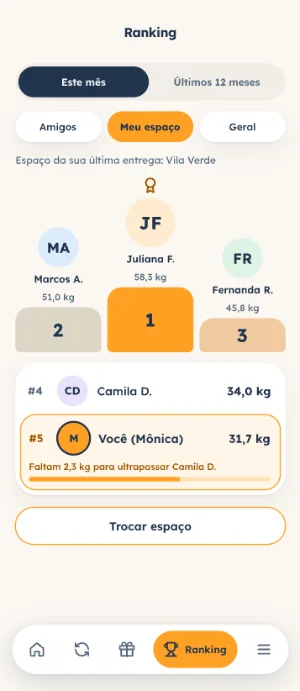 Ranking
Este mês
Últimos 12 meses
Amigos
Meu espaço
Geral
Espaço da sua última entrega: Vila Verde
JF
Juliana F.
58,3 kg
1
MA
Marcos A.
51,0 kg
2
FR
Fernanda R.
45,8 kg
3
#4 CD Camila D. 34,0 kg
#5 M Você (Mônica) 31,7 kg
Faltam 2,3 kg para ultrapassar Camila D.
Trocar espaço
Ranking